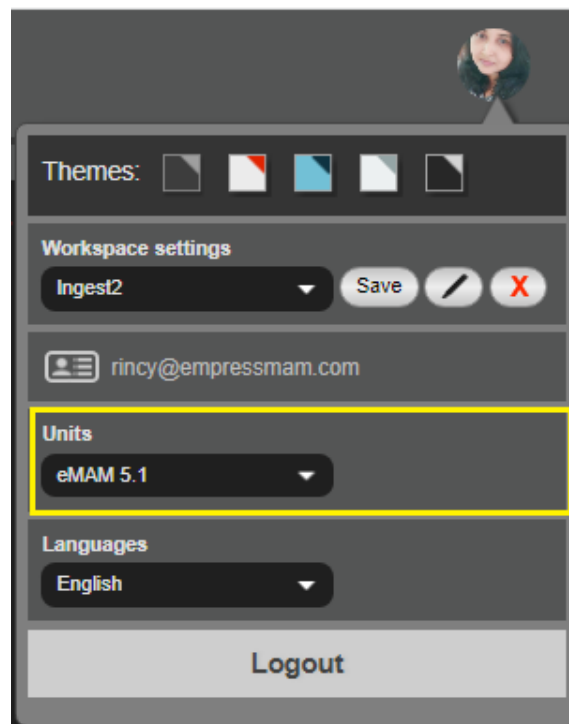 Themes:
Workspace settings
Ingest2
Save
X
rincy@empressmam.com
Units
eMAM 5.1
Languages
English
Logout